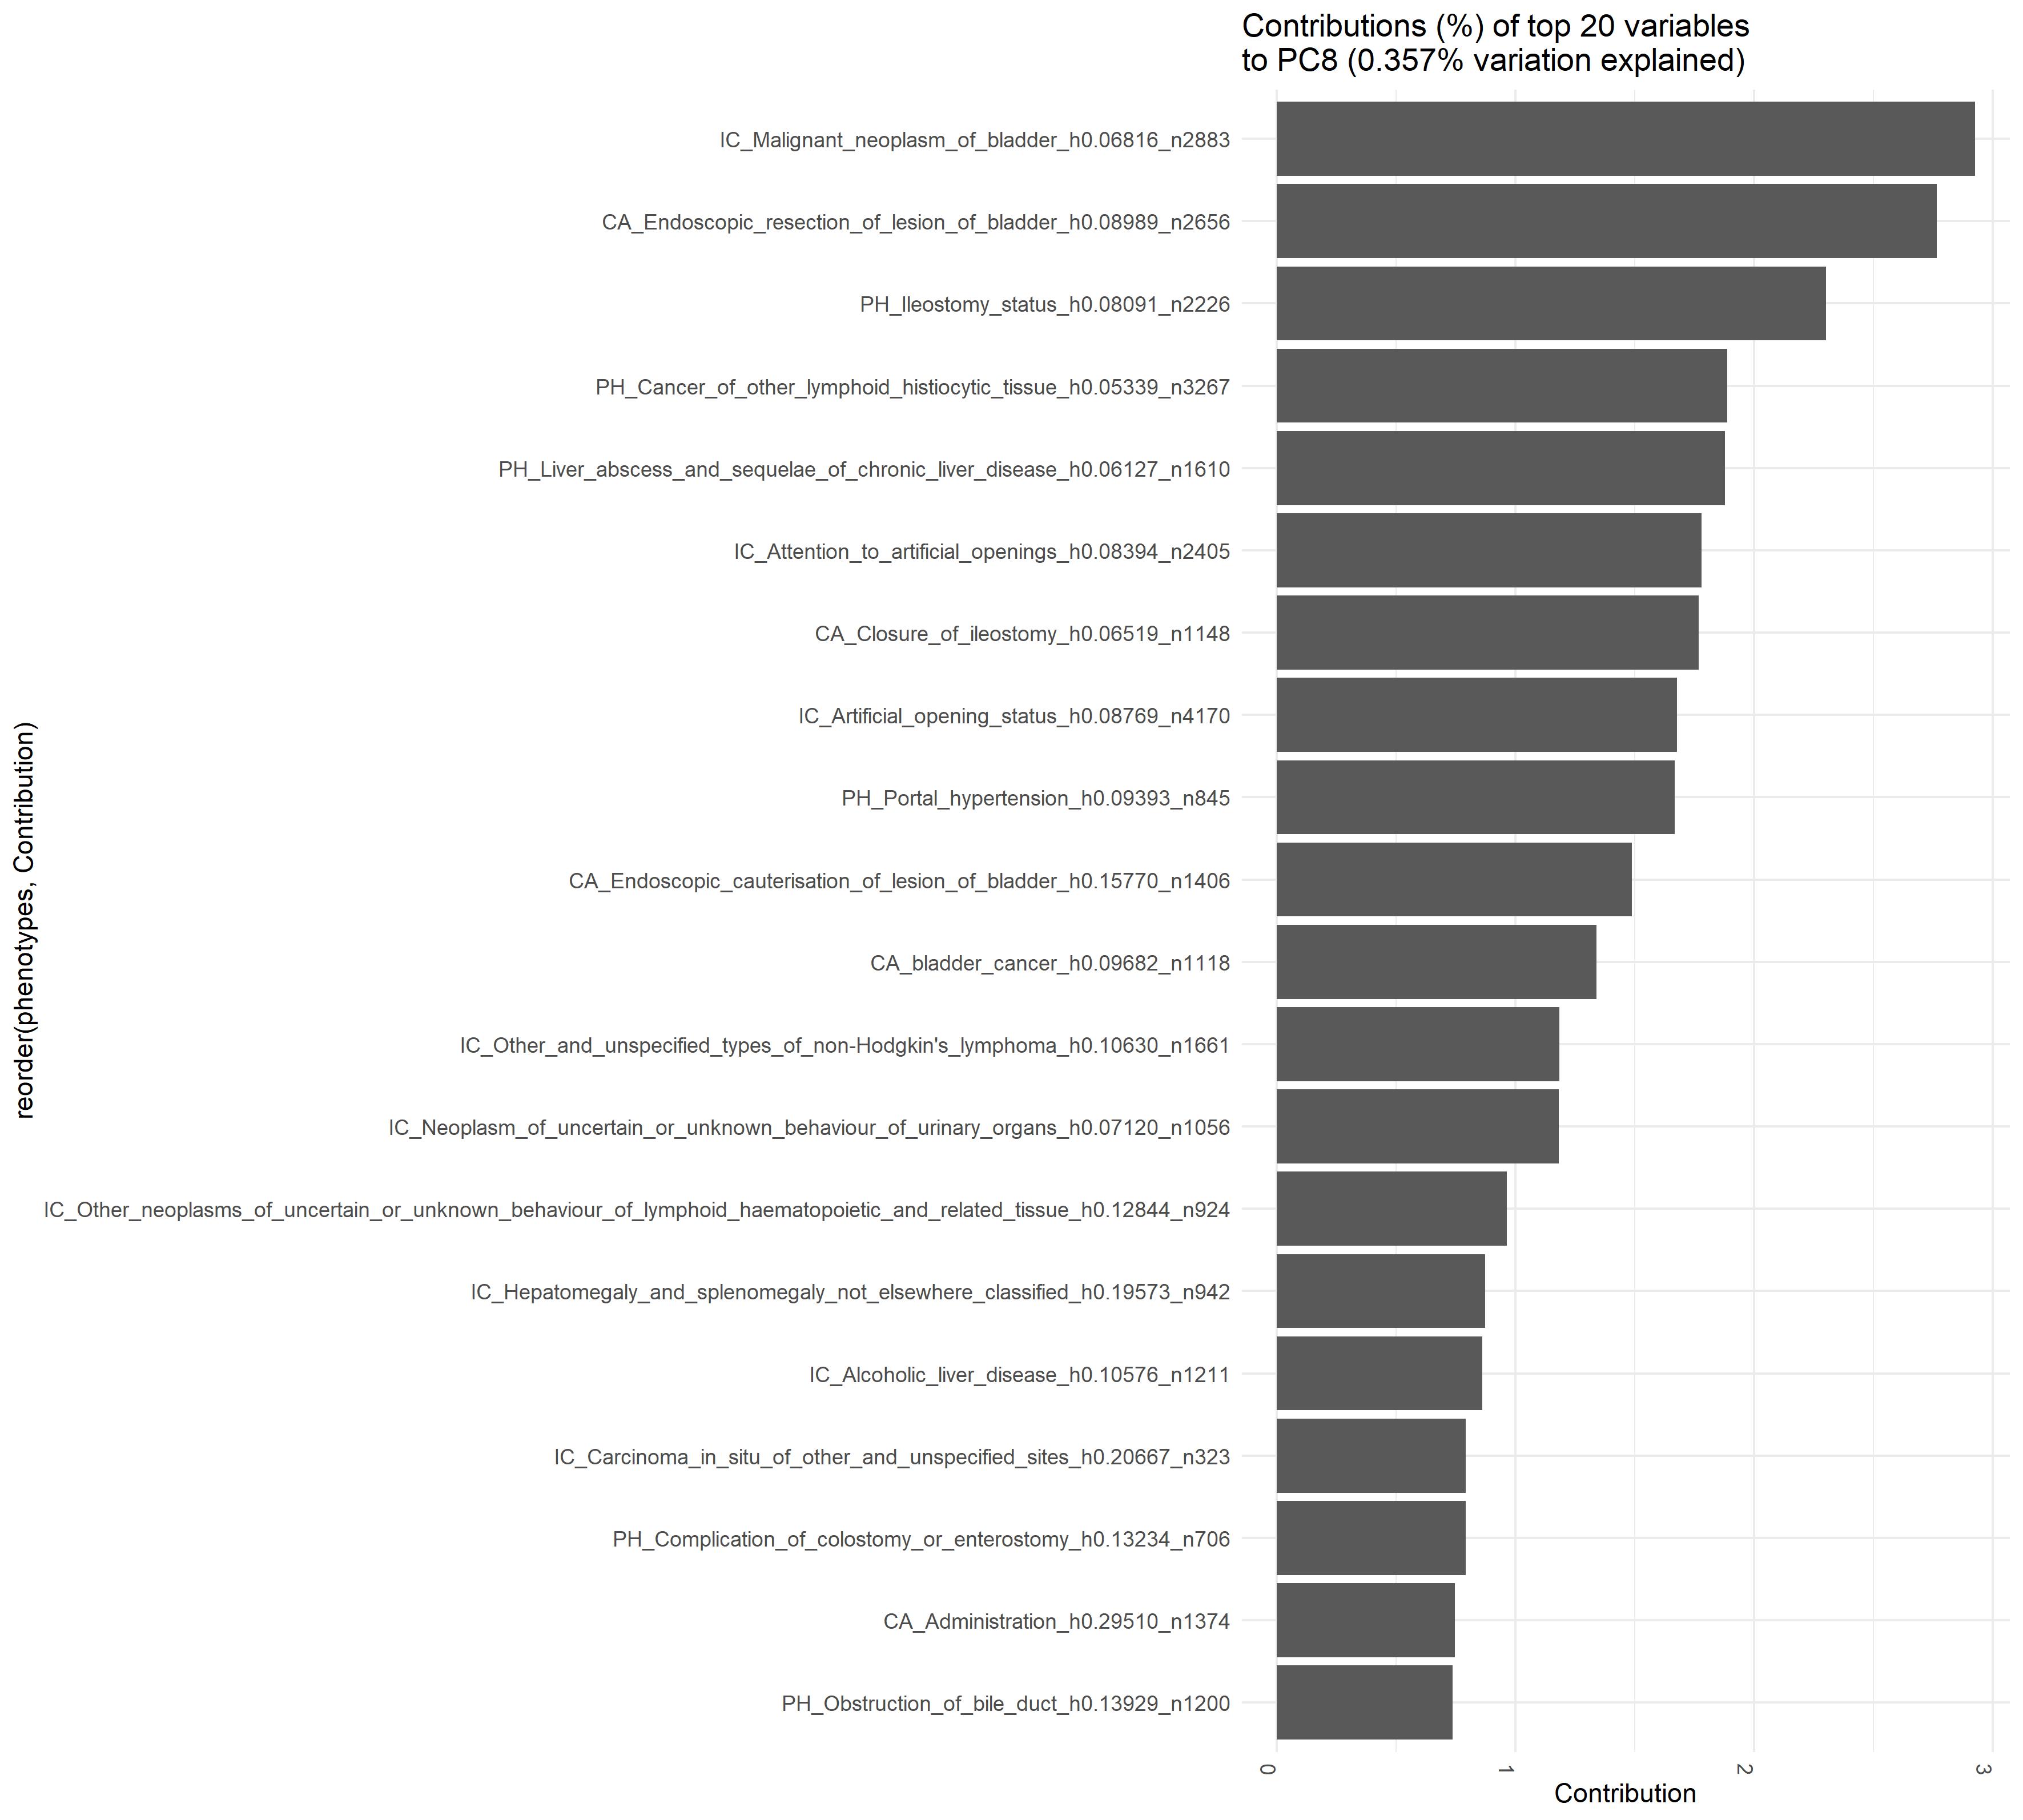 Contributions (%) of top 20 variables
to PC8 (0.357% variation explained)
IC_Malignant_neoplasm_of_bladder_h0.06816_n2883
CA_Endoscopic_resection_of_lesion_of_bladder_h0.08989_n2656
PH_Ileostomy_status_h0.08091_n2226
PH_Cancer_of_other_lymphoid_histiocytic_tissue_h0.05339_n3267
PH_Liver_abscess_and_sequelae_of_chronic_liver_disease_h0.06127_n1610
IC_Attention_to_artificial_openings_h0.08394_n2405
CA_Closure_of_ileostomy_h0.06519_n1148
IC_Artificial_opening_status_h0.08769_n4170
PH_Portal_hypertension_h0.09393_n845
CA_Endoscopic_cauterisation_of_lesion_of_bladder_h0.15770_n1406
CA_bladder_cancer_h0.09682_n1118
IC_Other_and_unspecified_types_of_non-Hodgkin's_lymphoma_h0.10630_n1661
IC_Neoplasm_of_uncertain_or_unknown_behaviour_of_urinary_organs_h0.07120_n1056
IC_Other_neoplasms_of_uncertain_or_unknown_behaviour_of_lymphoid_haematopoietic_and_related_tissue_h0.12844_n924
IC_Hepatomegaly_and_splenomegaly_not_elsewhere_classified_h0.19573_n942
IC_Alcoholic_liver_disease_h0.10576_n1211
IC_Carcinoma_in_situ_of_other_and_unspecified_sites_h0.20667_n323
PH_Complication_of_colostomy_or_enterostomy_h0.13234_n706
CA_Administration_h0.29510_n1374
PH_Obstruction_of_bile_duct_h0.13929_n1200
reorder(phenotypes, Contribution)
0 1 2 3
Contribution